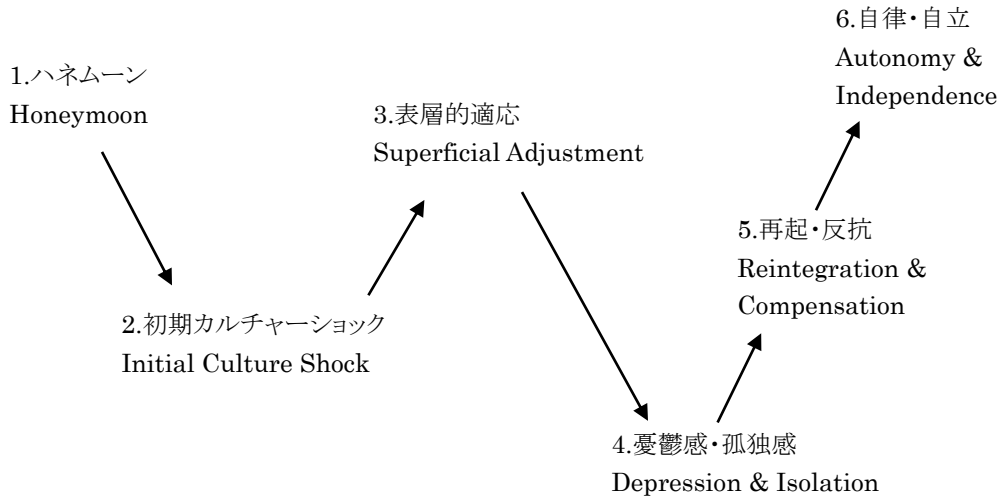 1.ハネムーン
Honeymoon
2.初期カルチャーショック
Initial Culture Shock
3.表層的適応
Superficial Adjustment
4.憂鬱感・孤独感
Depression & Isolation
5.再起・反抗
Reintegration &
Compensation
6.自律・自立
Autonomy &
Independence